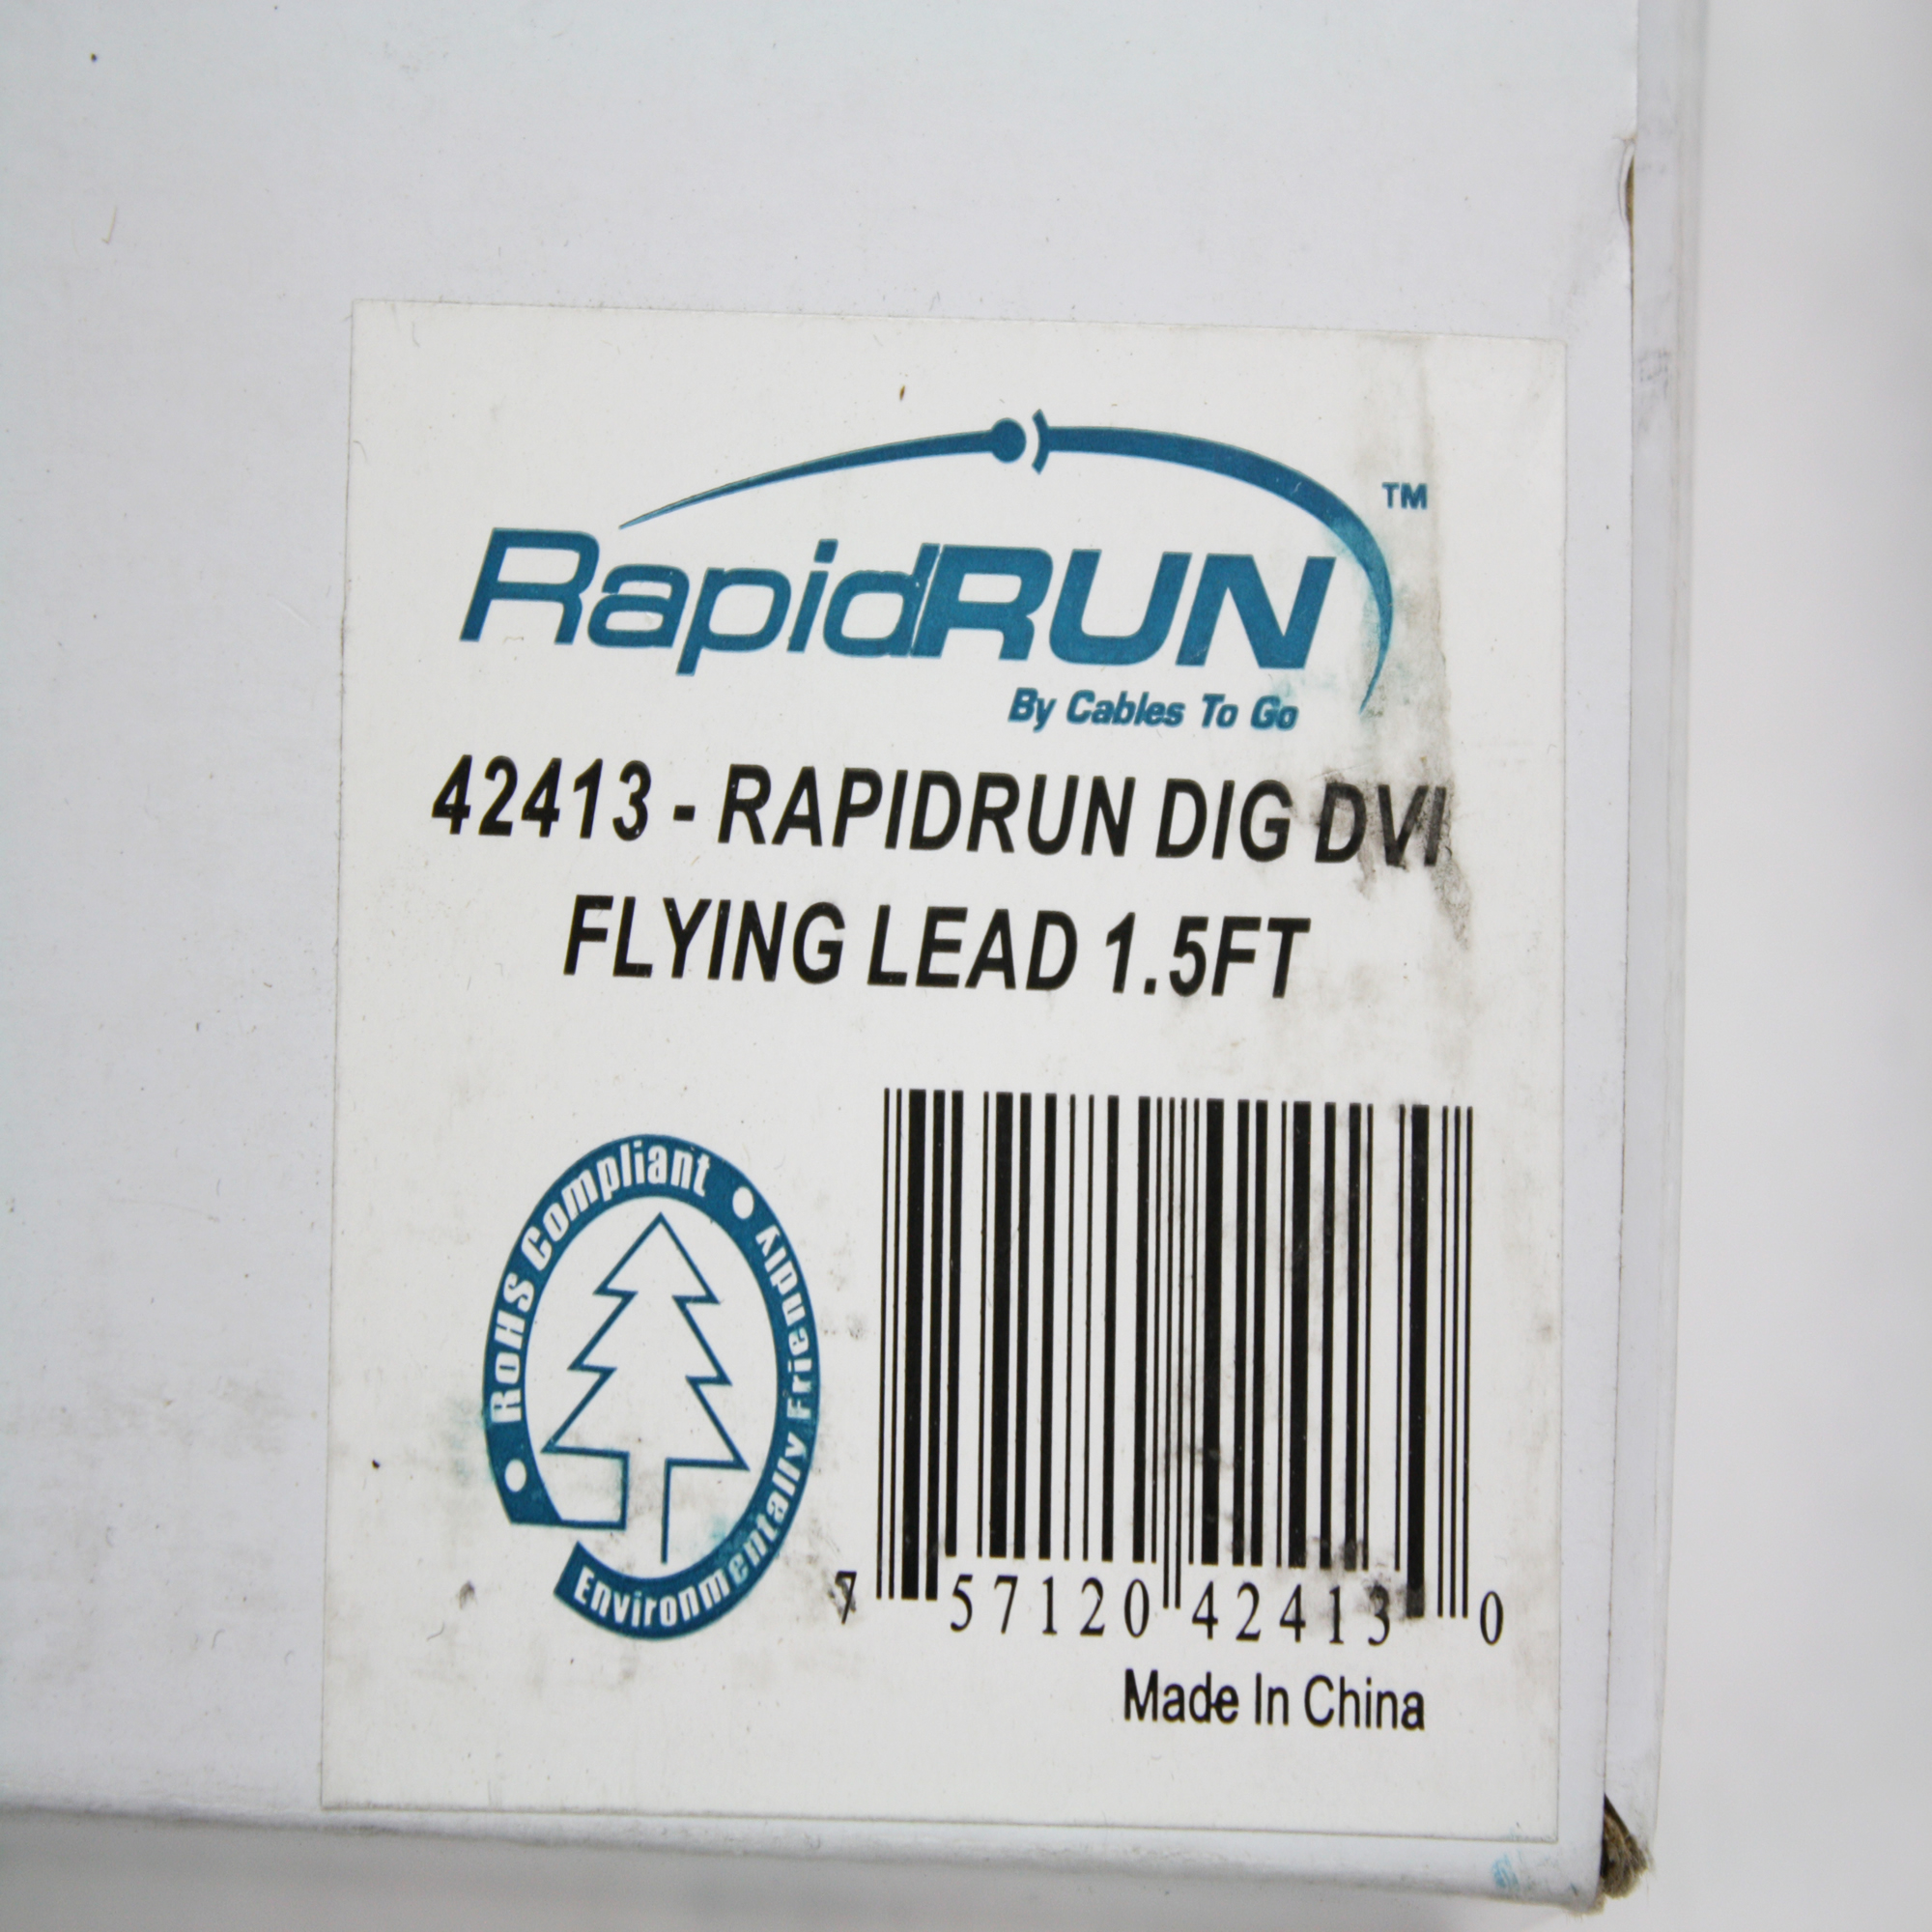 RapidRUN™
By Cables To Go
42413 - RAPIDRUN DIG DVI
FLYING LEAD 1.5FT
RoHS Compliant
Environmentally Friendly
7 57120 42413 0
Made In China